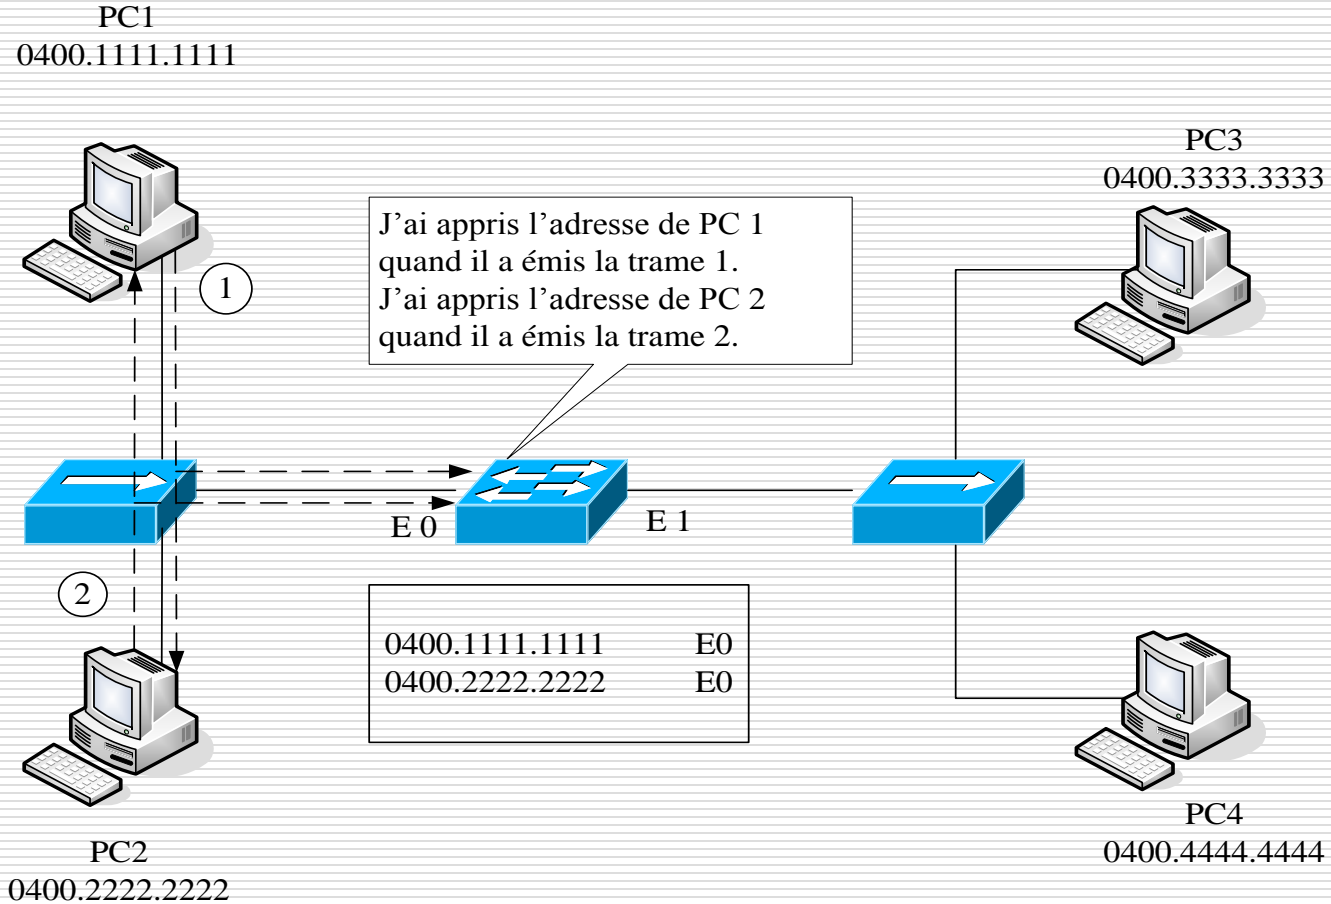 PC1
0400.1111.1111
PC3
0400.3333.3333
J’ai appris l’adresse de PC 1
quand il a émis la trame 1.
J’ai appris l’adresse de PC 2
quand il a émis la trame 2.
1
E 0
E 1
2
0400.1111.1111 E0
0400.2222.2222 E0
PC4
0400.4444.4444
PC2
0400.2222.2222